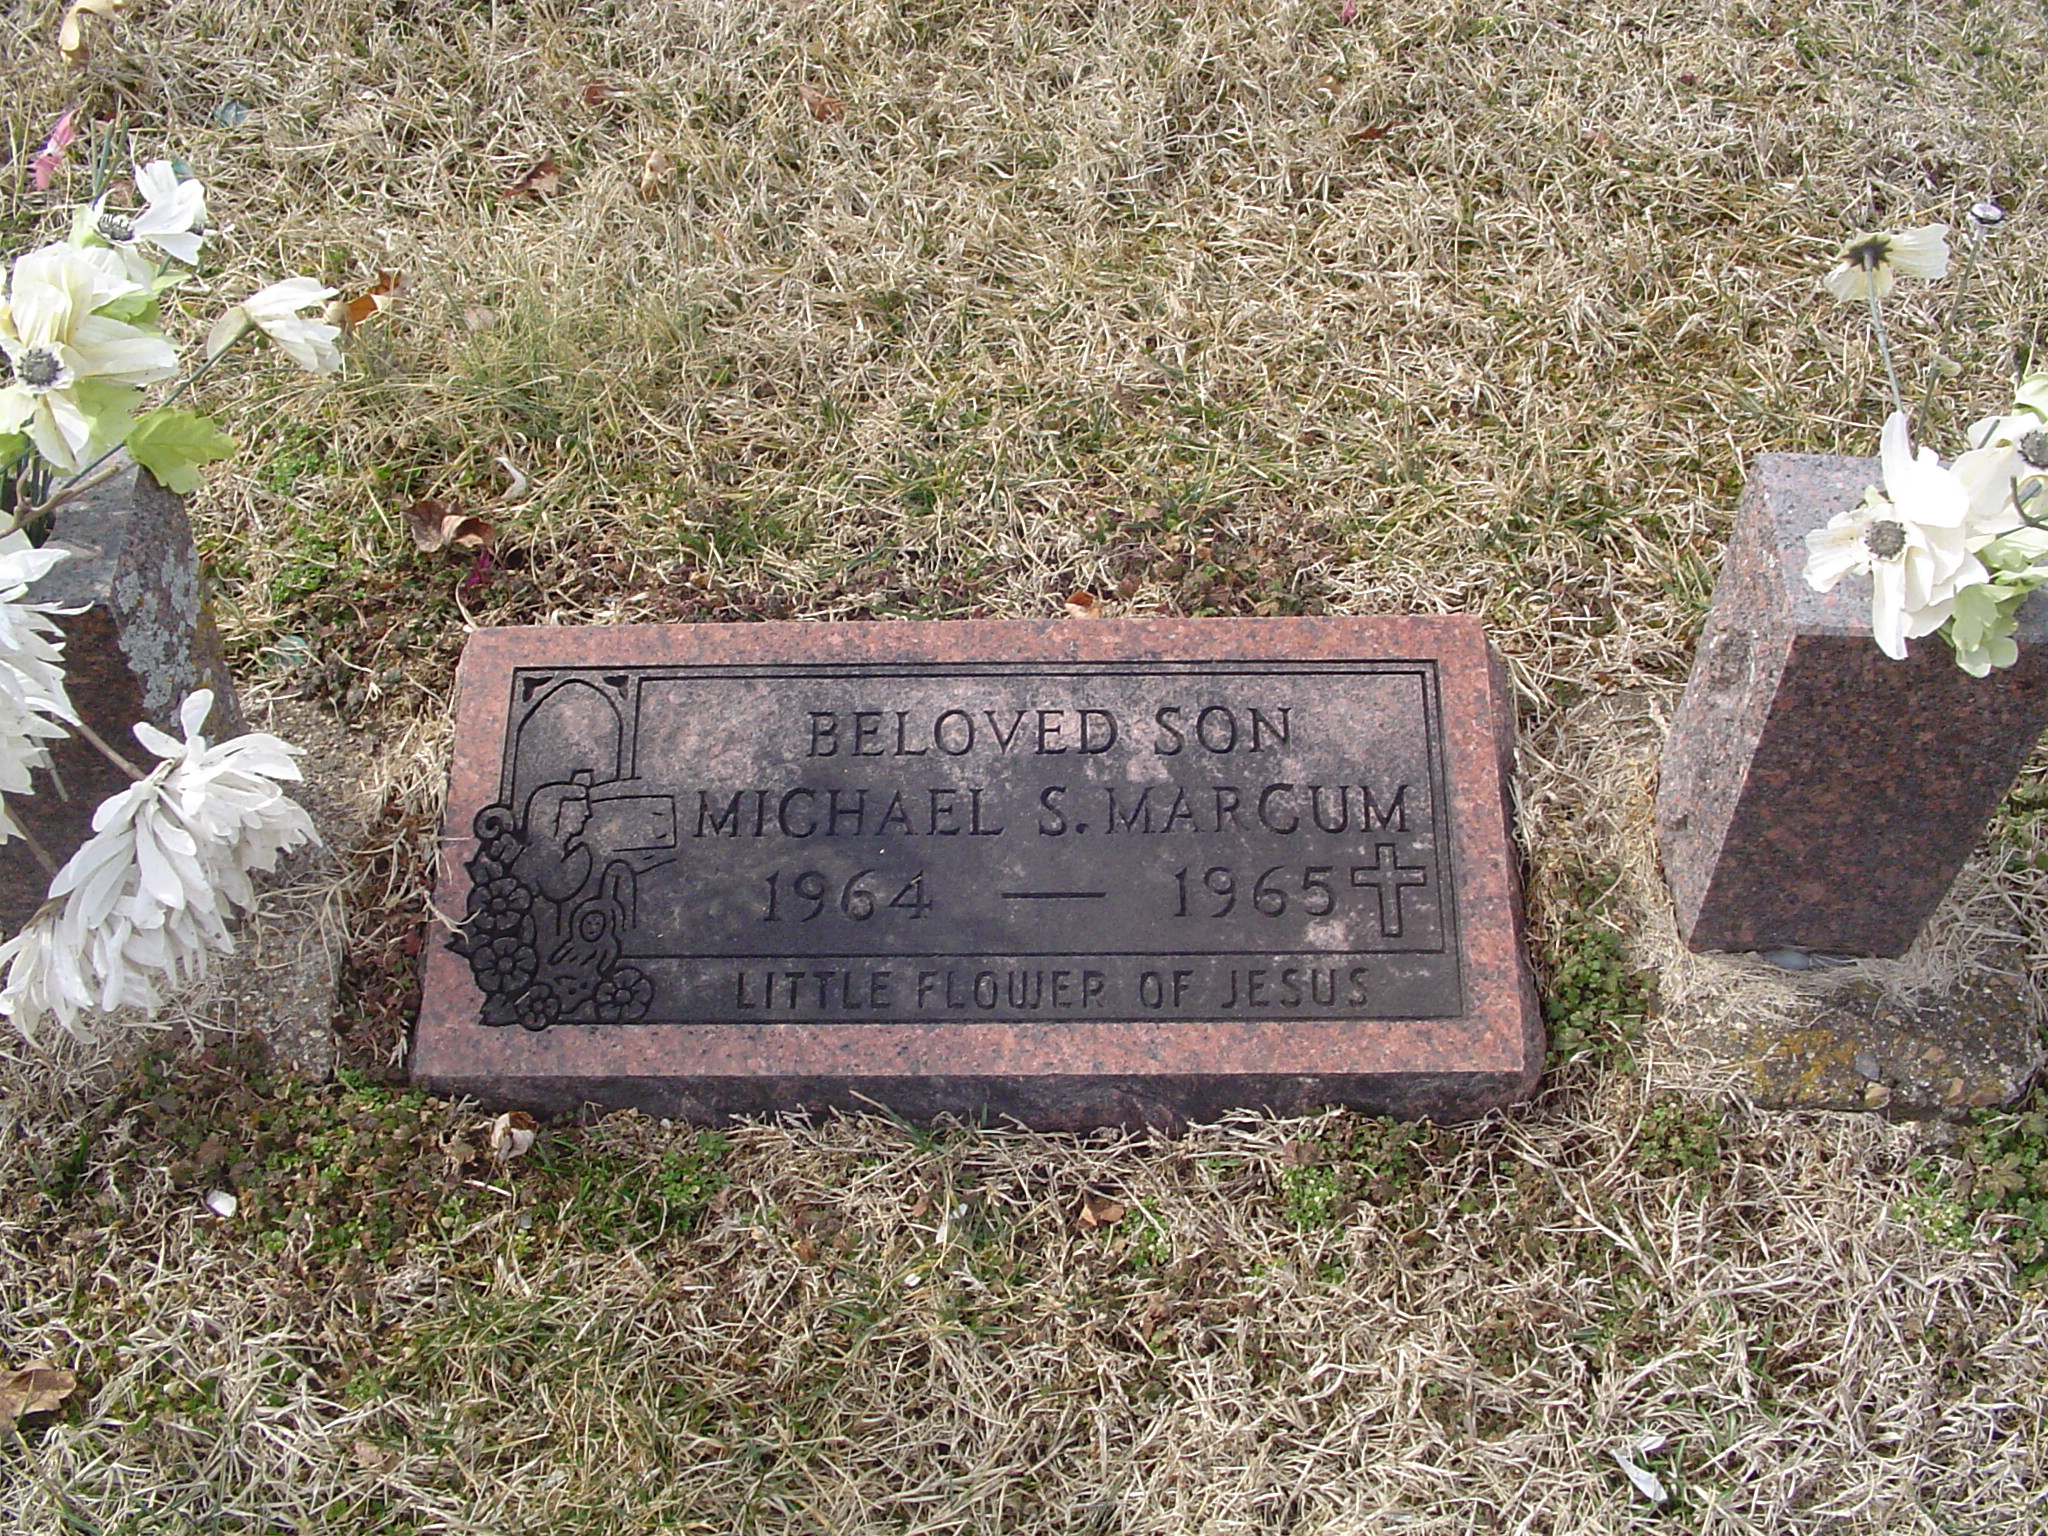 BELOVED SON
MICHAEL S. MARCUM
1964 — 1965
LITTLE FLOWER OF JESUS